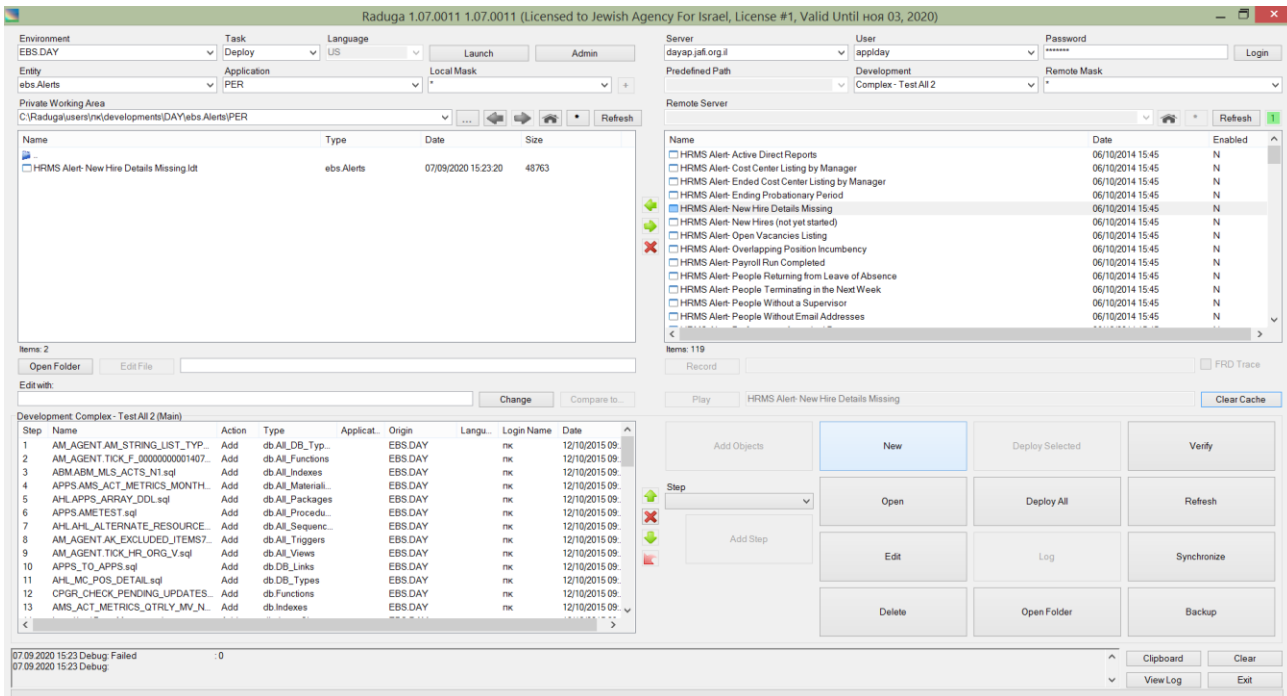 Raduga 1.07.0011 1.07.0011 (Licensed to Jewish Agency For Israel, License #1, Valid Until ноя 03, 2020)
Environment Task Language
EBS.DAY Deploy US Launch Admin
Entity Application Local Mask
ebs.Alerts PER * +
Private Working Area
C:\Raduga\users\пк\developments\DAY\ebs.Alerts\PER ... * Refresh
Name Type Date Size
..
HRMS Alert- New Hire Details Missing.ldt ebs.Alerts 07/09/2020 15:23:20 48763
Items: 2
Open Folder Edit File
Edit with:
Change Compare to...
Server User Password
dayap.jafi.org.il applday ******* Login
Predefined Path Development Remote Mask
Complex - Test All 2 *
Remote Server
* Refresh 1
Name Date Enabled
HRMS Alert- Active Direct Reports 06/10/2014 15:45 N
HRMS Alert- Cost Center Listing by Manager 06/10/2014 15:45 N
HRMS Alert- Ended Cost Center Listing by Manager 06/10/2014 15:45 N
HRMS Alert- Ending Probationary Period 06/10/2014 15:45 N
HRMS Alert- New Hire Details Missing 06/10/2014 15:45 N
HRMS Alert- New Hires (not yet started) 06/10/2014 15:45 N
HRMS Alert- Open Vacancies Listing 06/10/2014 15:45 N
HRMS Alert- Overlapping Position Incumbency 06/10/2014 15:45 N
HRMS Alert- Payroll Run Completed 06/10/2014 15:45 N
HRMS Alert- People Returning from Leave of Absence 06/10/2014 15:45 N
HRMS Alert- People Terminating in the Next Week 06/10/2014 15:45 N
HRMS Alert- People Without a Supervisor 06/10/2014 15:45 N
HRMS Alert- People Without Email Addresses 06/10/2014 15:45 N
Items: 119
Record FRD Trace
Play HRMS Alert- New Hire Details Missing Clear Cache
Development: Complex - Test All 2 (Main)
Step Name Action Type Applicat... Origin Langu... Login Name Date
1 AM_AGENT.AM_STRING_LIST_TYP... Add db.All_DB_Typ... EBS.DAY пк 12/10/2015 09:..
2 AM_AGENT.TICK_F_00000000001407... Add db.All_Functions EBS.DAY пк 12/10/2015 09:..
3 ABM.ABM_MLS_ACTS_N1.sql Add db.All_Indexes EBS.DAY пк 12/10/2015 09:..
4 APPS.AMS_ACT_METRICS_MONTH... Add db.All_Materiali... EBS.DAY пк 12/10/2015 09:..
5 AHL.APPS_ARRAY_DDL.sql Add db.All_Packages EBS.DAY пк 12/10/2015 09:..
6 APPS.AMETEST.sql Add db.All_Procedu... EBS.DAY пк 12/10/2015 09:..
7 AHL.AHL_ALTERNATE_RESOURCE... Add db.All_Sequenc... EBS.DAY пк 12/10/2015 09:..
8 AM_AGENT.AK_EXCLUDED_ITEMS7... Add db.All_Triggers EBS.DAY пк 12/10/2015 09:..
9 AM_AGENT.TICK_HR_ORG_V.sql Add db.All_Views EBS.DAY пк 12/10/2015 09:..
10 APPS_TO_APPS.sql Add db.DB_Links EBS.DAY пк 12/10/2015 09:..
11 AHL_MC_POS_DETAIL.sql Add db.DB_Types EBS.DAY пк 12/10/2015 09:..
12 CPGR_CHECK_PENDING_UPDATES... Add db.Functions EBS.DAY пк 12/10/2015 09:..
13 AMS_ACT_METRICS_QTRLY_MV_N... Add db.Indexes EBS.DAY пк 12/10/2015 09:..
Add Objects New Deploy Selected Verify
Step
Open Deploy All Refresh
Add Step
Edit Log Synchronize
Delete Open Folder Backup
07.09.2020 15:23 Debug: Failed : 0
07.09.2020 15:23 Debug:
Clipboard Clear
View Log Exit